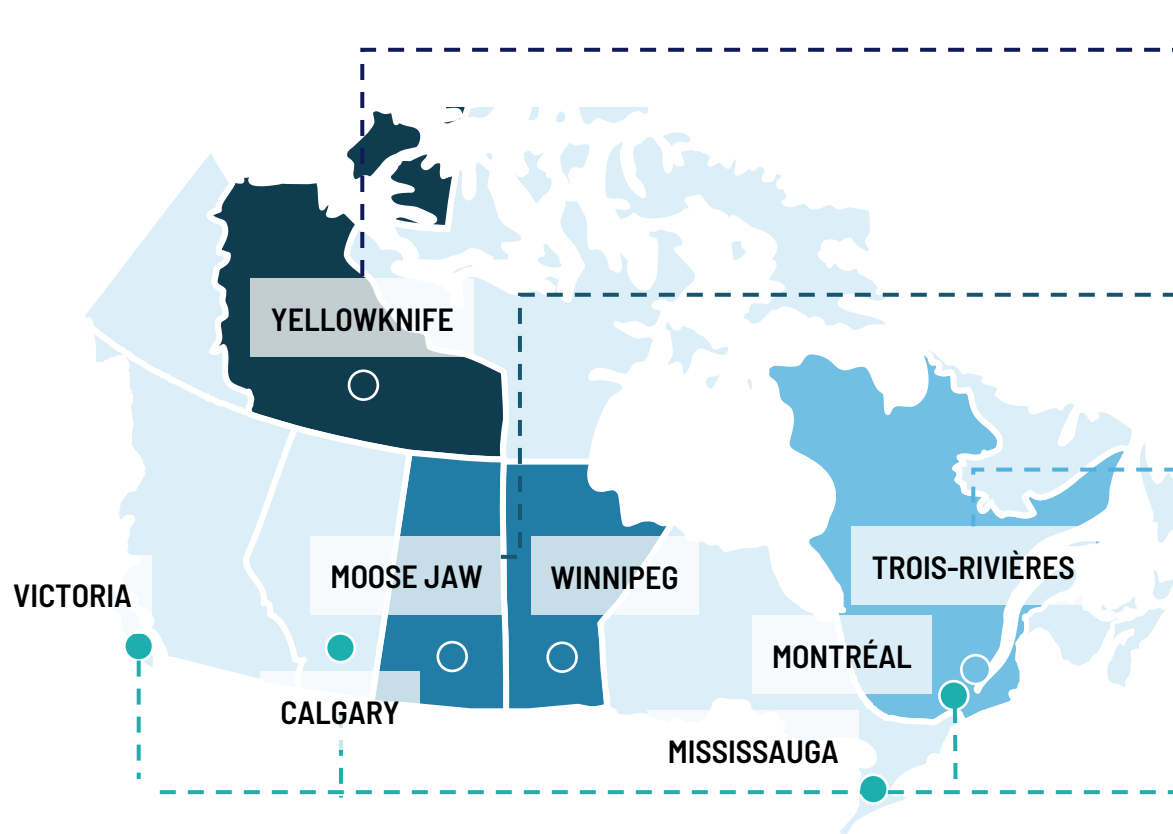 YELLOWKNIFE
TROIS-RIVIÈRES
MOOSE JAW
WINNIPEG
VICTORIA
MONTRÉAL
CALGARY
MISSISSAUGA